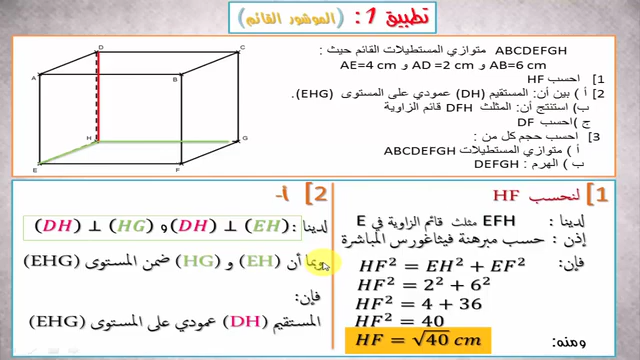 تطبيق 1 : (الموشور القائم)
ABCDEFGH متوازي المستطيلات القائم حيث :
AB=6 cm و AD =2 cm و AE=4 cm
1] احسب HF
2] أ ) بين أن: المستقيم (DH) عمودي على المستوى (EHG).
ب) استنتج أن: المثلث DFH قائم الزاوية
ج ) احسب DF
3] احسب حجم كل من :
أ ) متوازي المستطيلات ABCDEFGH
ب ) الهرم : DEFGH
D
C
A
B
H
G
E
F
1] لنحسب HF
لدينا : EFH مثلث قائم الزاوية في E
إذن : حسب مبرهنة فيثاغورس المباشرة
فإن: HF² = EH² + EF²
HF² = 2² + 6²
HF² = 4 + 36
HF² = 40
ومنه: HF = √40 cm
2] أ-
لدينا : (DH) ⊥ (EH) و (DH) ⊥ (HG)
وبما أن (EH) و (HG) ضمن المستوى (EHG)
فإن:
المستقيم (DH) عمودي على المستوى (EHG)